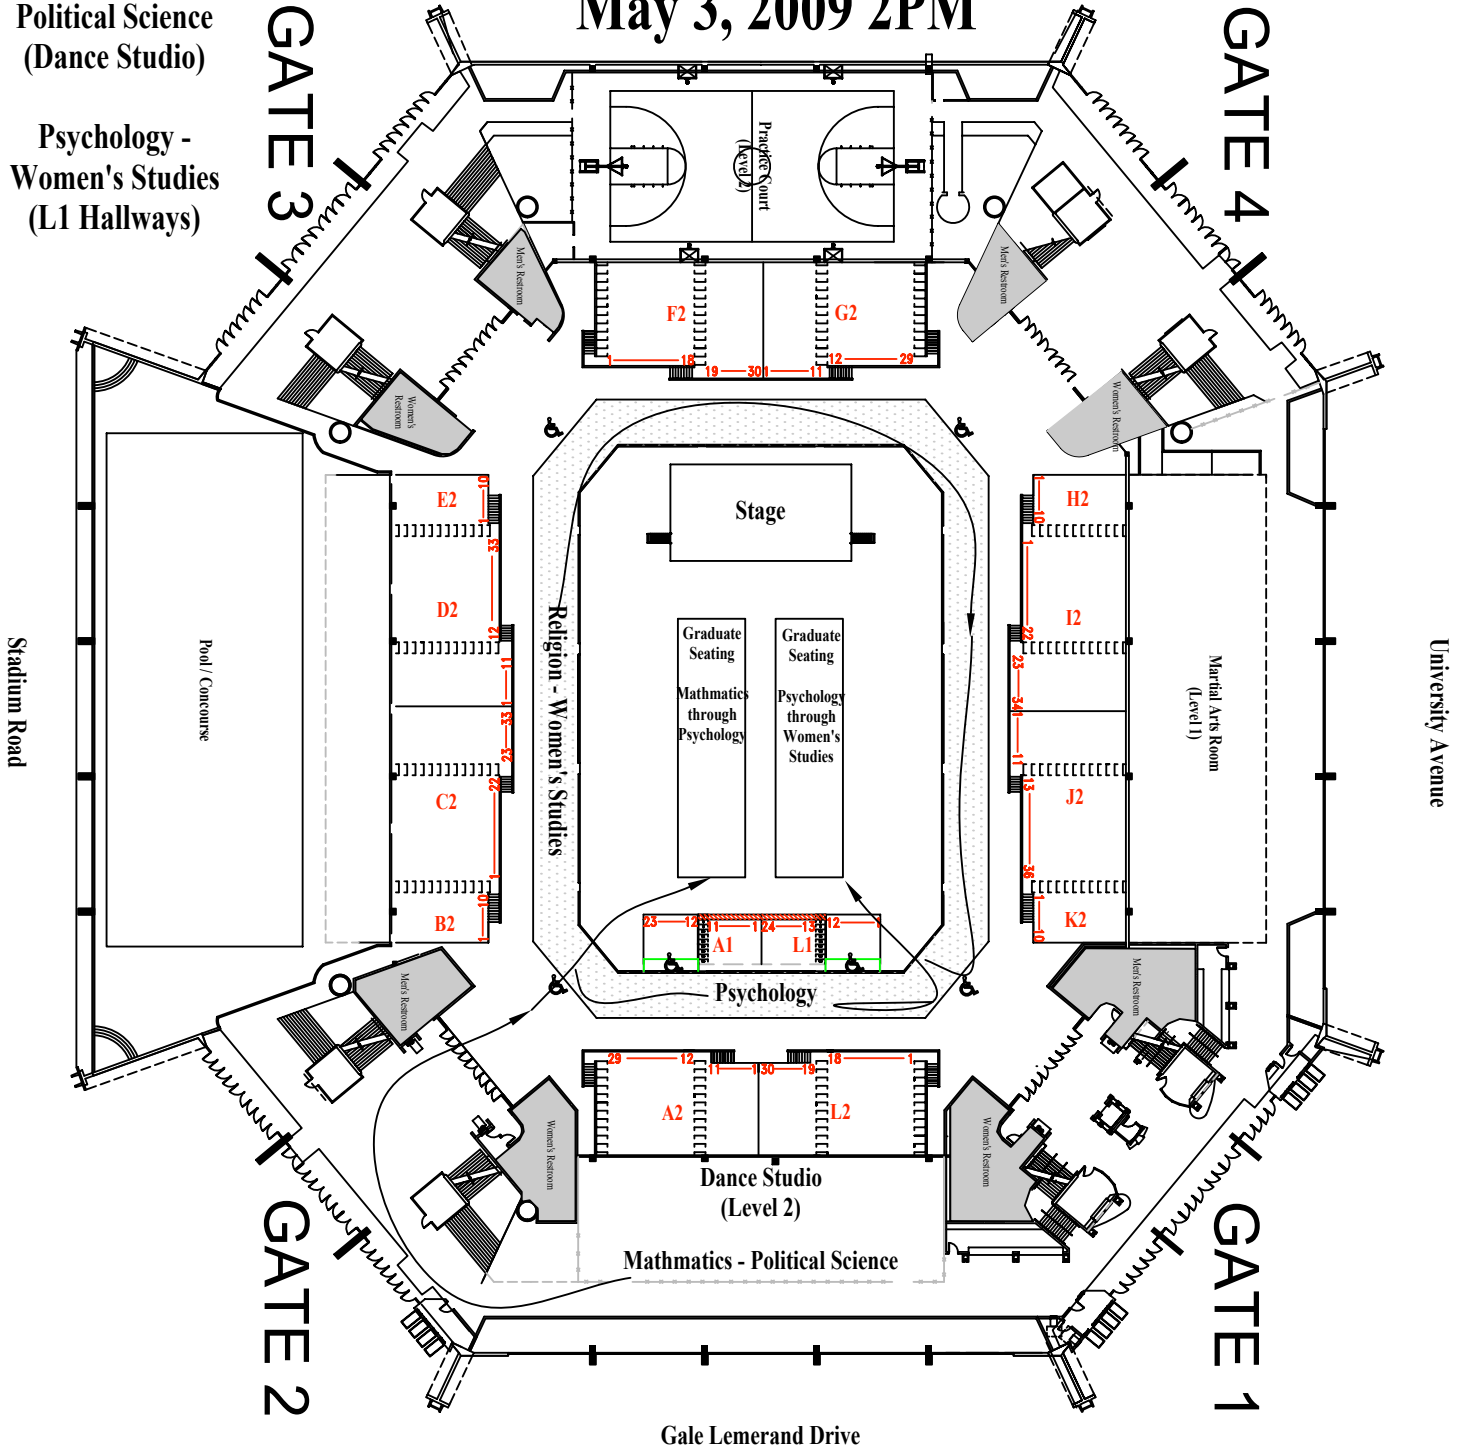 May 3, 2009 2PM
Political Science
(Dance Studio)
Psychology -
Women's Studies
(L1 Hallways)
GATE 3
GATE 4
Practice Court
(Level 2)
Men's Restroom
Men's Restroom
F2
G2
1 18
19 30
1 11
12 29
Women's
Restroom
Women's Restroom
E2
10
1
H2
1
10
Stage
D2
33
12
11
1
I2
1
22
23
34
Religion - Women's Studies
Graduate
Seating
Mathmatics
through
Psychology
Graduate
Seating
Psychology
through
Women's
Studies
Stadium Road
Pool / Concourse
Martial Arts Room
(Level 1)
University Avenue
C2
33
23
22
1
J2
1
11
13
36
B2
10
1
K2
1
10
23 12
11 1
24 13
12 1
A1
L1
Psychology
Men's Restroom
Men's Restroom
29 12
11 1
30 19
18 1
A2
L2
Women's Restroom
Women's Restroom
Dance Studio
(Level 2)
Mathmatics - Political Science
GATE 2
GATE 1
Gale Lemerand Drive